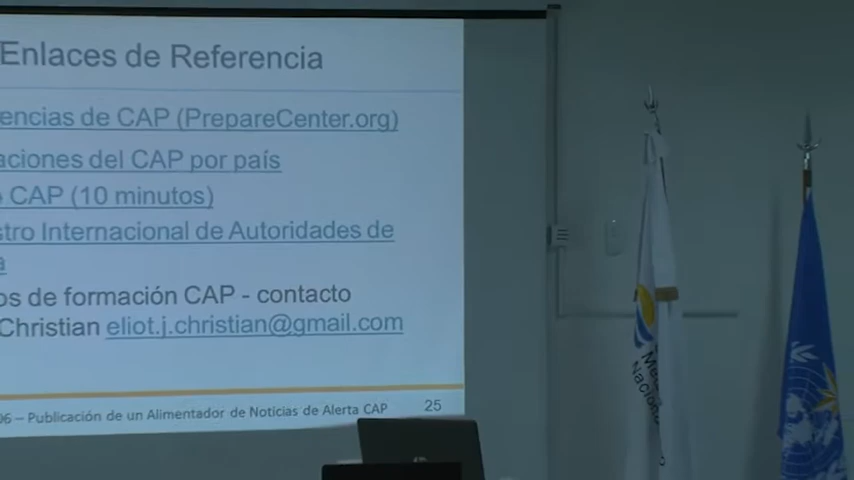 Enlaces de Referencia
encias de CAP (PrepareCenter.org)
aciones del CAP por país
o CAP (10 minutos)
stro Internacional de Autoridades de
a
os de formación CAP - contacto
Christian eliot.j.christian@gmail.com
06 – Publicación de un Alimentador de Noticias de Alerta CAP 25
Nacional